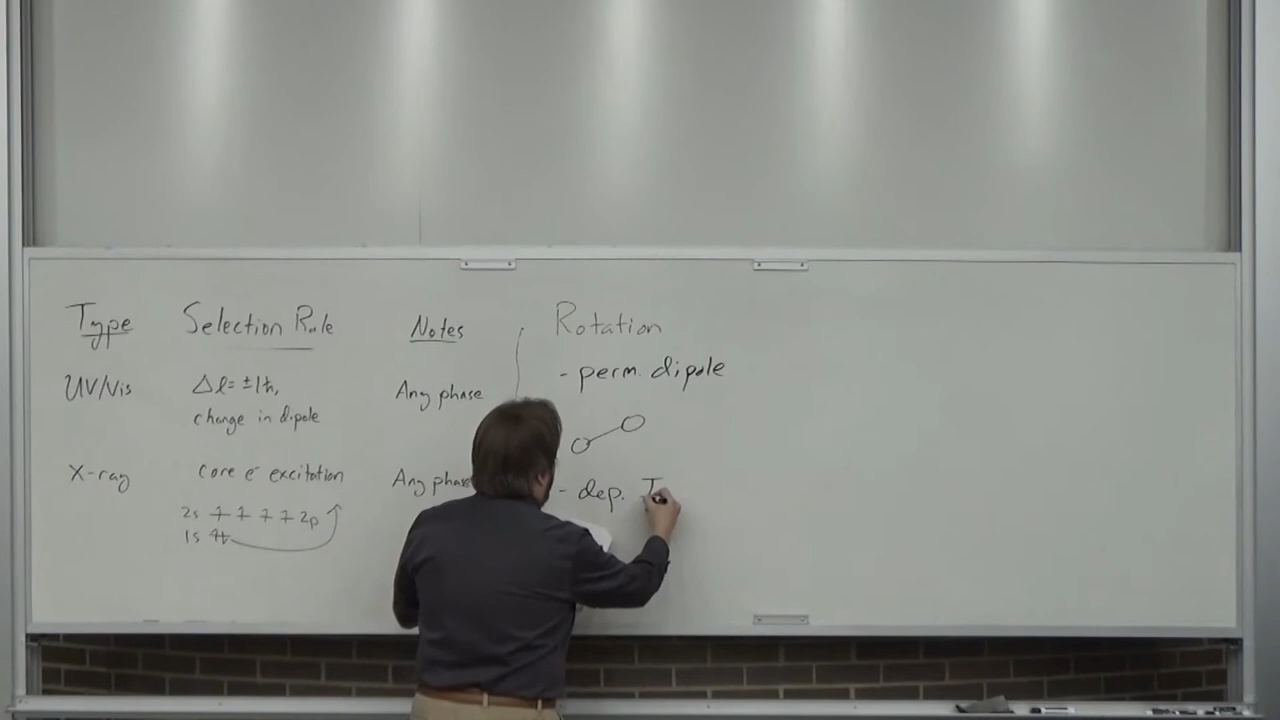 Type Selection Rule Notes
UV/Vis Δl= ±1ħ, Any phase
change in dipole
X-ray core e⁻ excitation Any phase
2s 2p
1s
Rotation
- perm. dipole
- dep. I